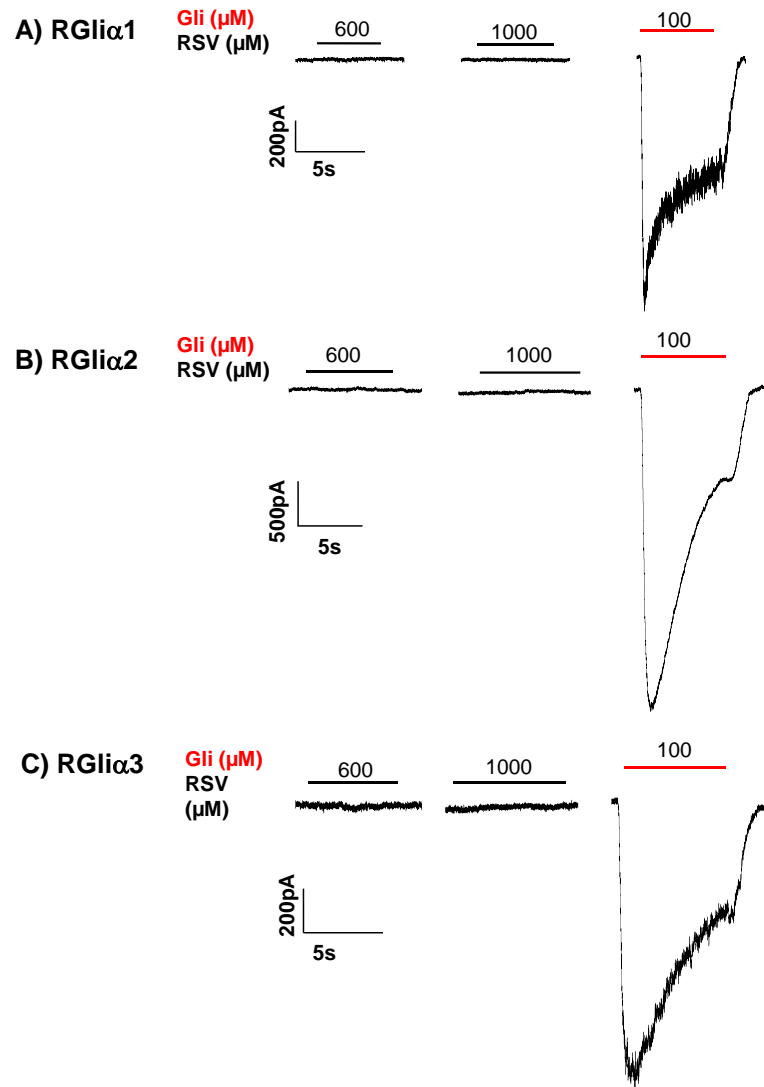 A) RGliα1
Gli (µM)
RSV (µM)
600
1000
100
200pA
5s
B) RGliα2
Gli (µM)
RSV (µM)
600
1000
100
500pA
5s
C) RGliα3
Gli (µM)
RSV
(µM)
600
1000
100
200pA
5s